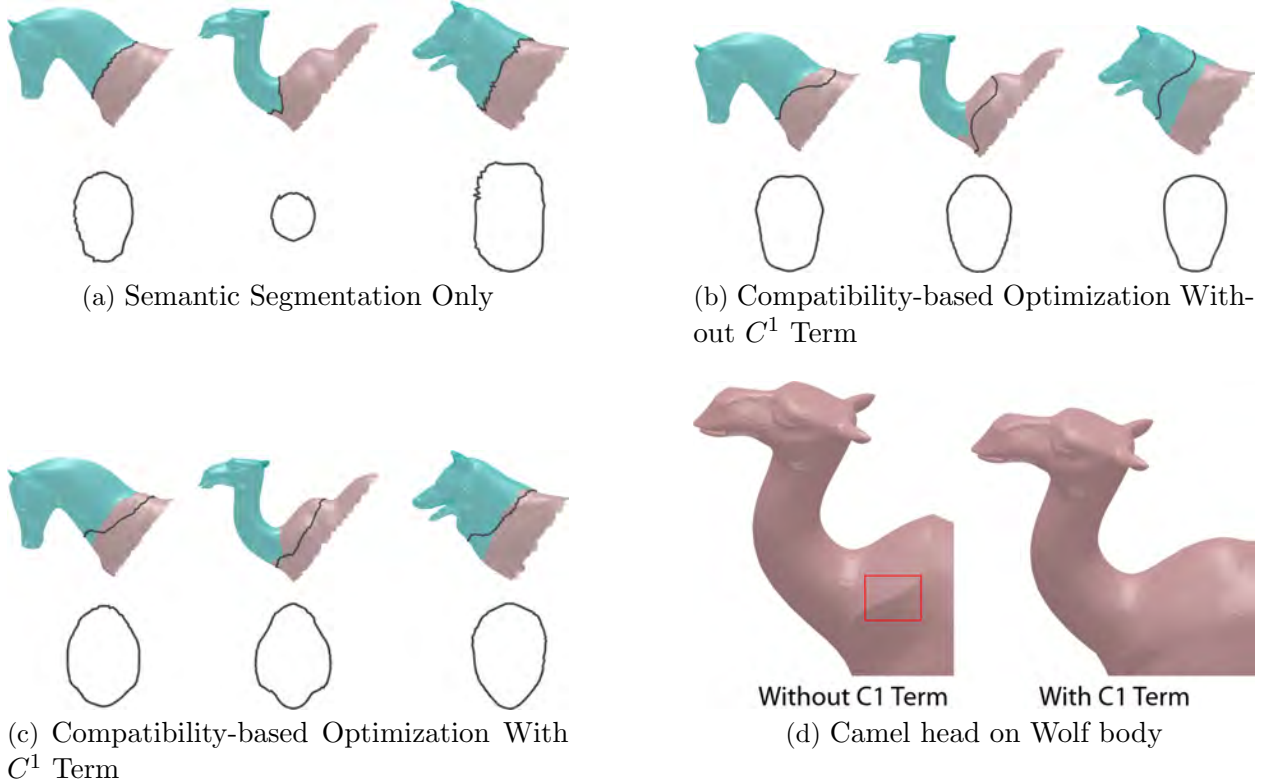 (a) Semantic Segmentation Only
(b) Compatibility-based Optimization With-
out C¹ Term
(c) Compatibility-based Optimization With
C¹ Term
Without C1 Term
With C1 Term
(d) Camel head on Wolf body